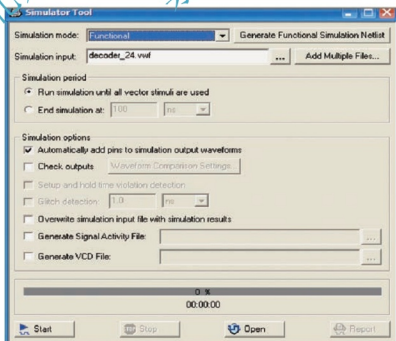 Simulator Tool
Simulation mode: Functional Generate Functional Simulation Netlist
Simulation input: decoder_24.vwf ... Add Multiple Files...
Simulation period
Run simulation until all vector stimuli are used
End simulation at: 100 ns
Simulation options
Automatically add pins to simulation output waveforms
Check outputs Waveform Comparison Settings...
Setup and hold time violation detection
Glitch detection: 1.0 ns
Overwrite simulation input file with simulation results
Generate Signal Activity File: ...
Generate VCD File: ...
0 %
00:00:00
Start Stop Open Report